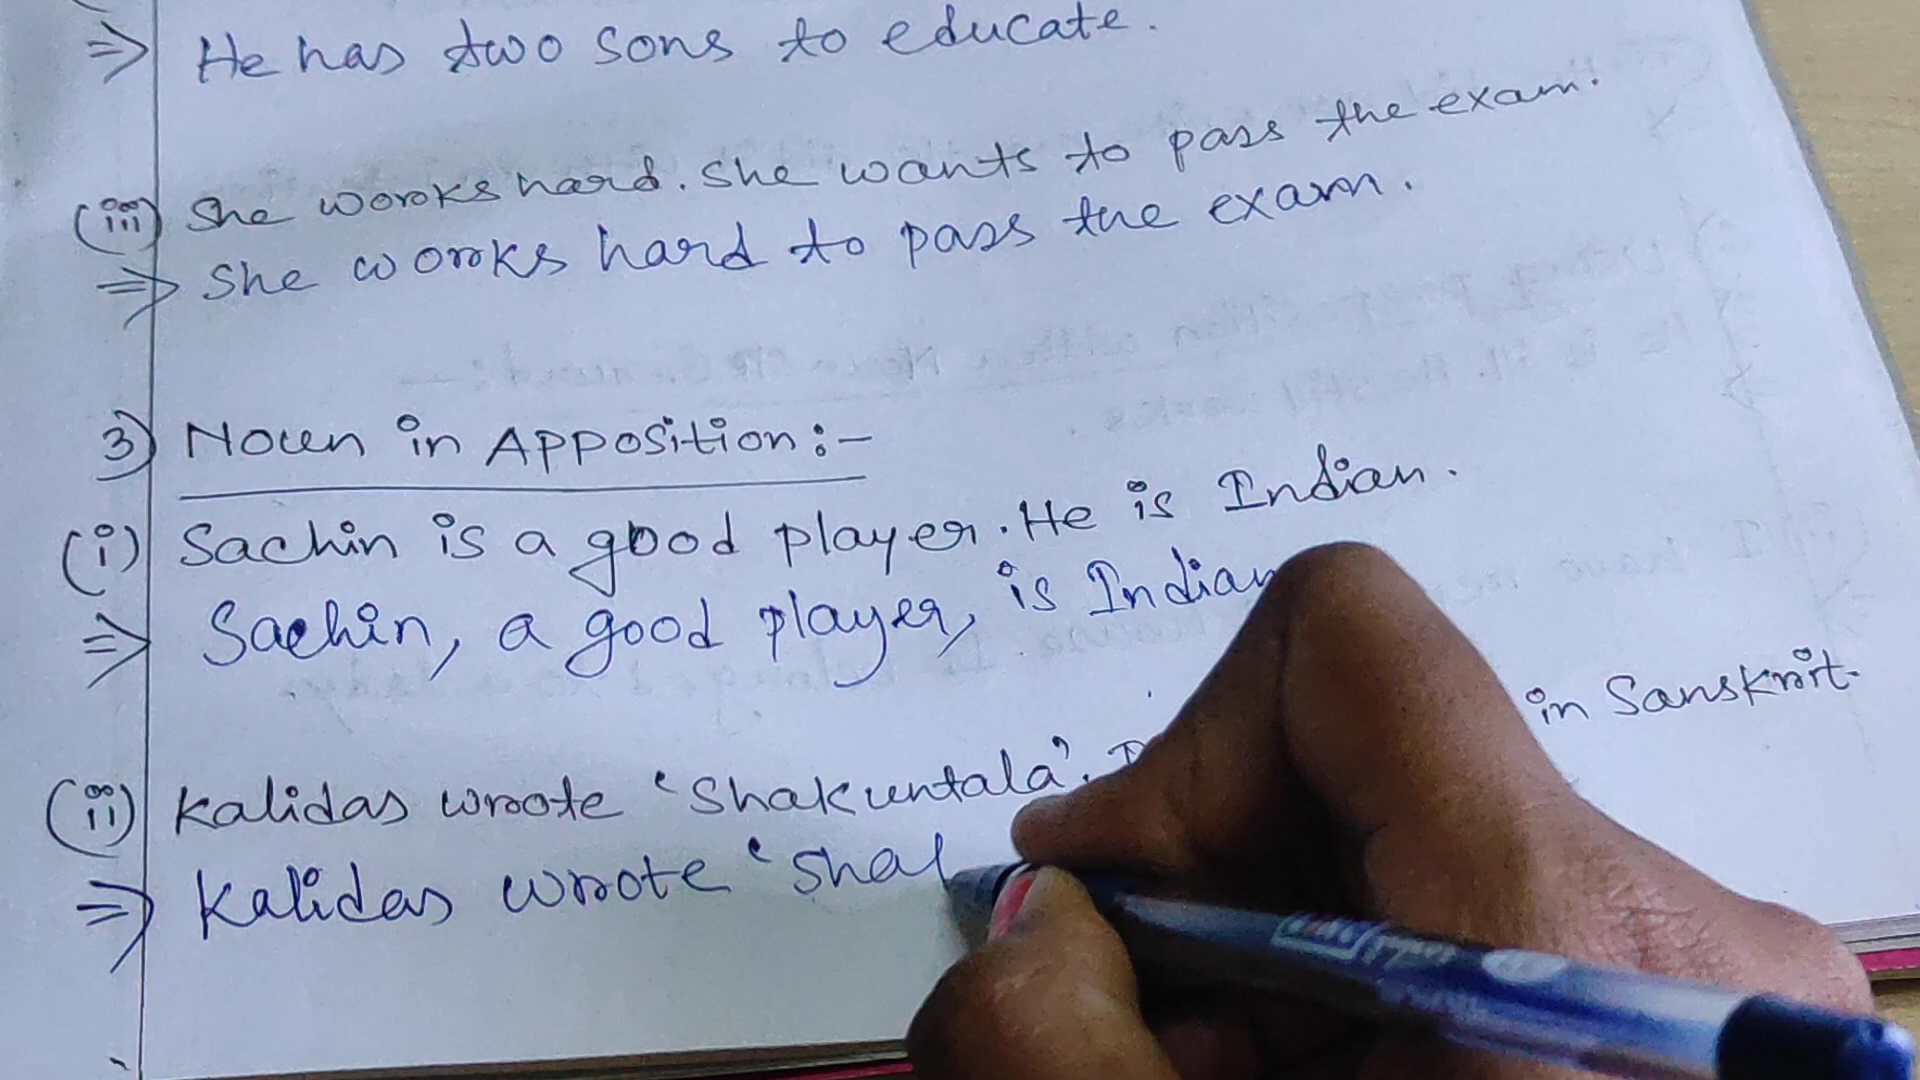 ⇒ He has two sons to educate.
(iii) She works hard. She wants to pass the exam.
⇒ She works hard to pass the exam.
3) Noun in Apposition :-
(i) Sachin is a good player. He is Indian.
⇒ Sachin, a good player, is Indian
(ii) Kalidas wrote 'Shakuntala'. in Sanskrit.
⇒ Kalidas wrote 'Sha